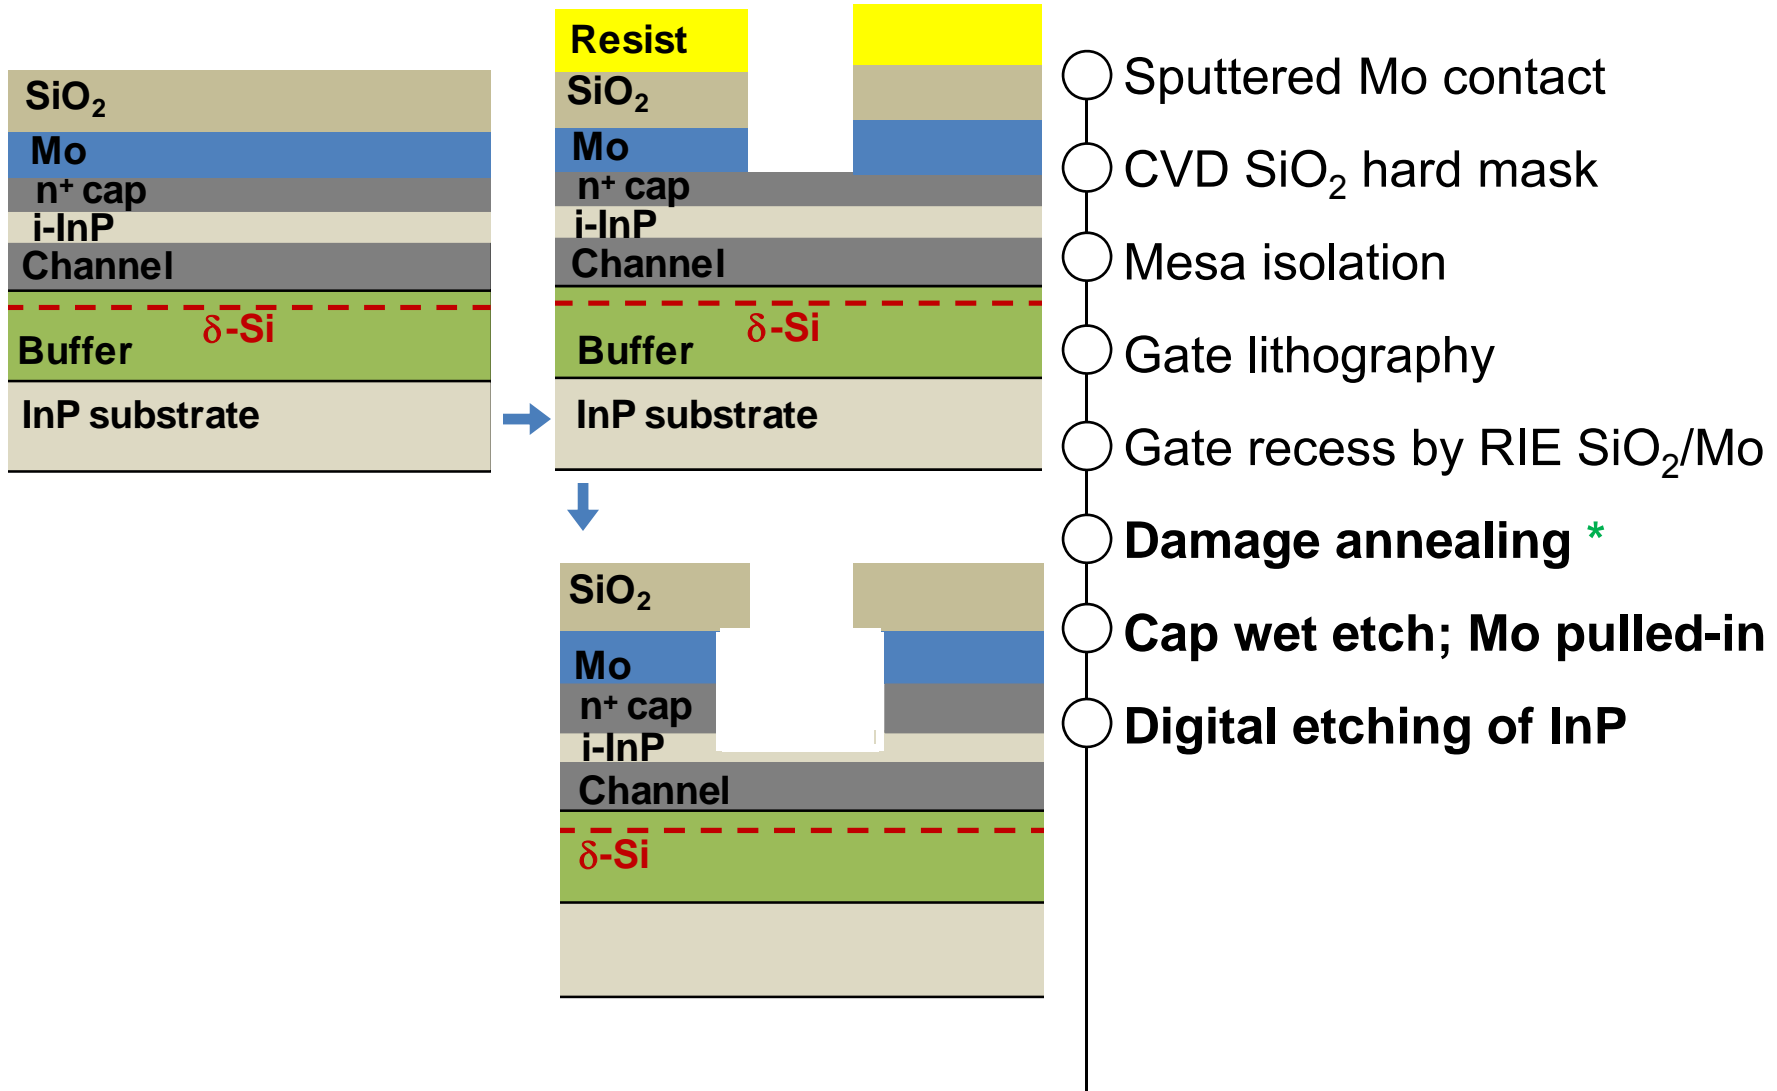 SiO₂
Mo
n⁺ cap
i-InP
Channel
δ-Si
Buffer
InP substrate
Resist
SiO₂
Mo
n⁺ cap
i-InP
Channel
δ-Si
Buffer
InP substrate
SiO₂
Mo
n⁺ cap
i-InP
Channel
δ-Si
Sputtered Mo contact
CVD SiO₂ hard mask
Mesa isolation
Gate lithography
Gate recess by RIE SiO₂/Mo
Damage annealing *
Cap wet etch; Mo pulled-in
Digital etching of InP